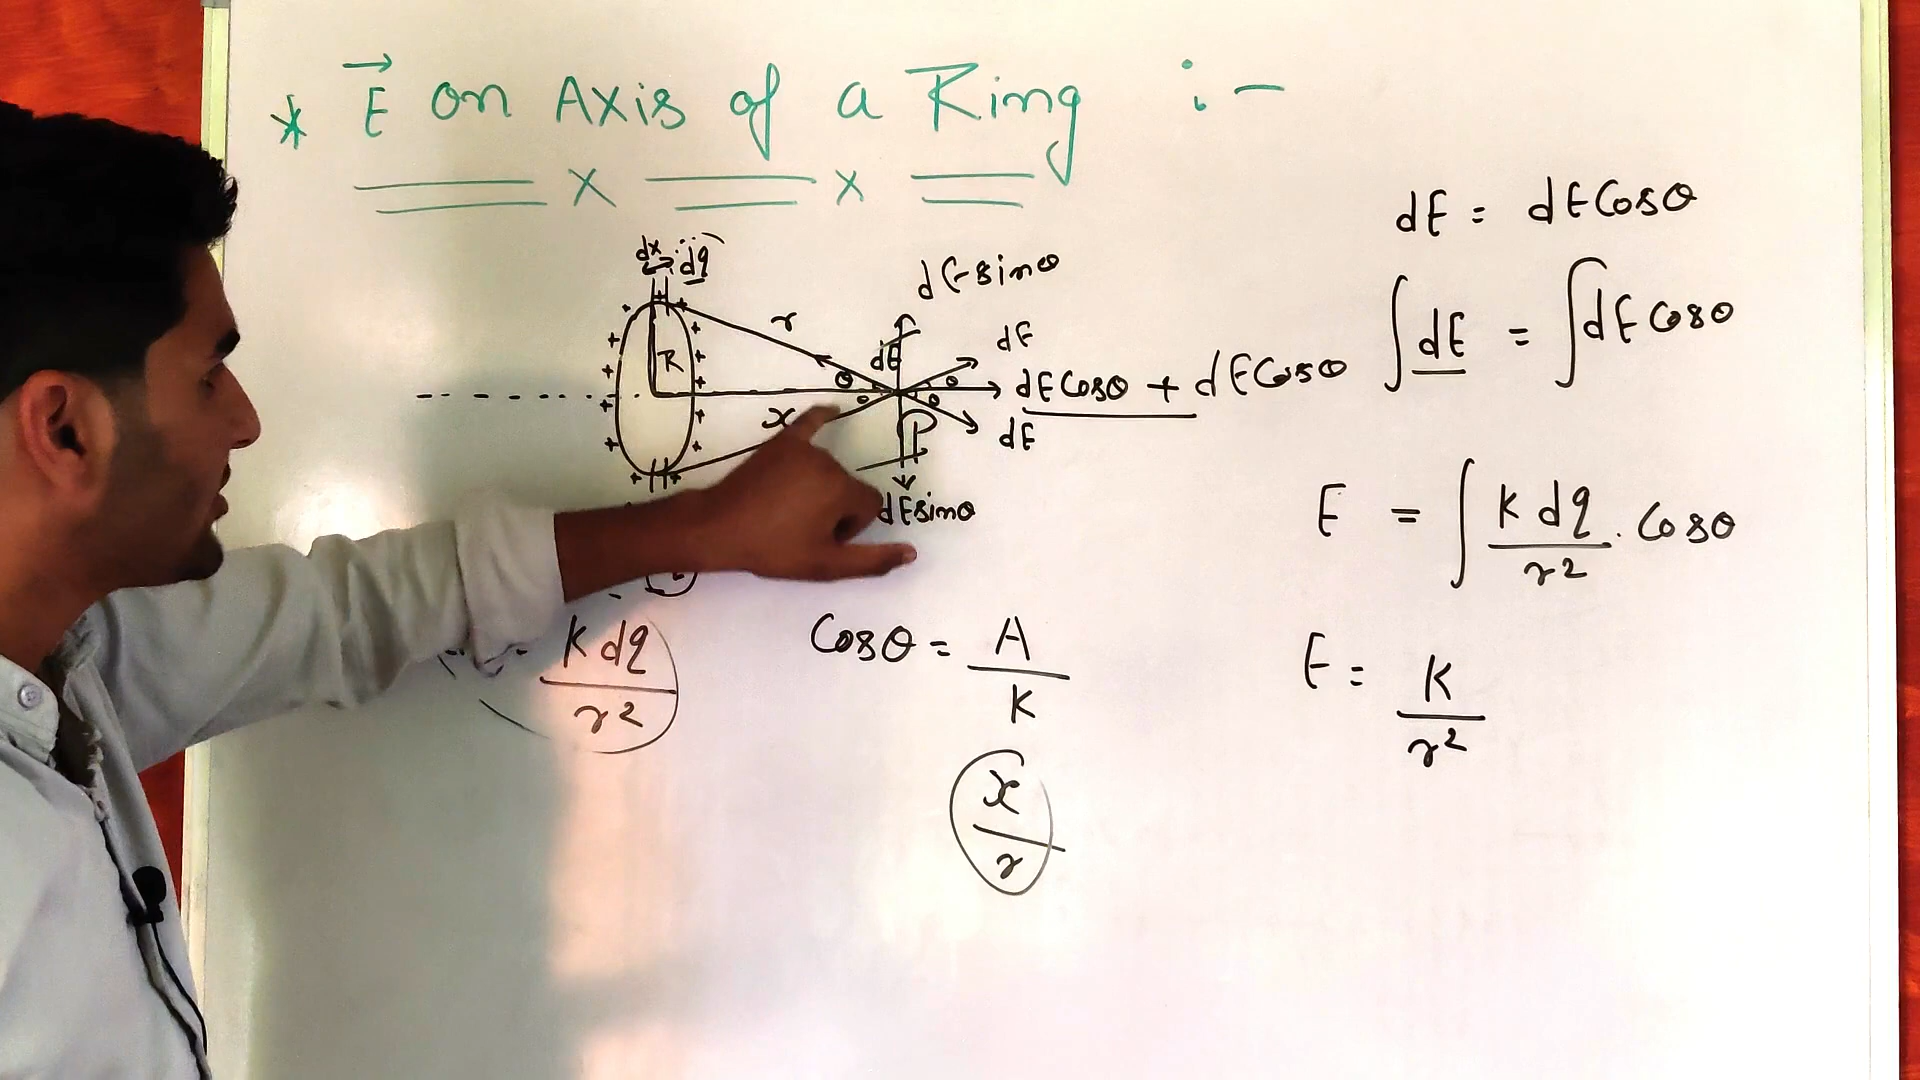 * E⃗ on Axis of a Ring :-
dx dq
dE sinθ
r
R
x
θ θ θ θ
dE
dE
dE Cosθ + dE Cosθ
dE
P
dE sinθ
K dq / r²
Cosθ = A / K
x / r
dE = dE Cosθ
∫dE = ∫dE Cosθ
E = ∫ K dq / r² . Cosθ
E = K / r²